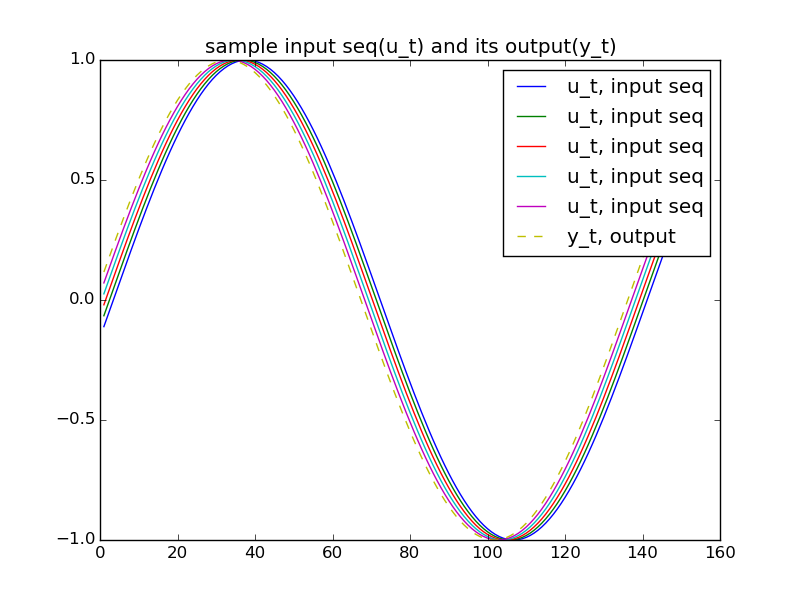 sample input seq(u_t) and its output(y_t)
1.0
0.5
0.0
−0.5
−1.0
u_t, input seq
u_t, input seq
u_t, input seq
u_t, input seq
u_t, input seq
y_t, output
0 20 40 60 80 100 120 140 160